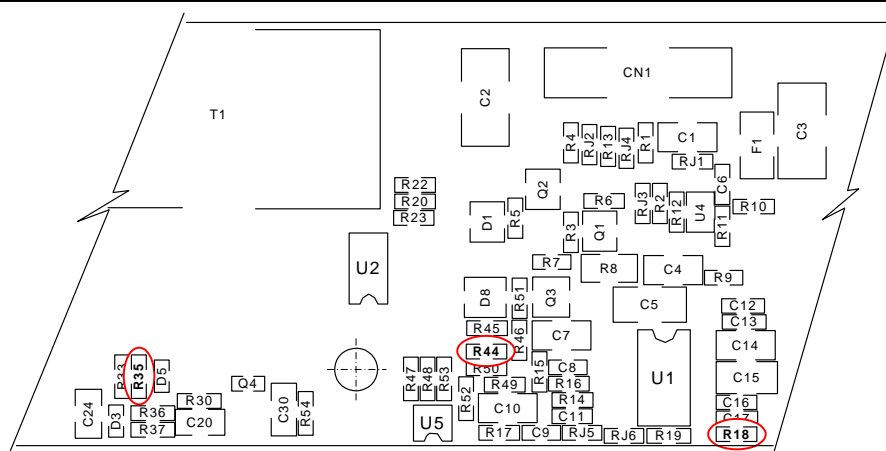 T1
C2
CN1
C3
F1
R4
RJ2
R13
RJ4
R1
C1
RJ1
C6
R22
R20
R23
Q2
R6
RJ3
R2
R12
U4
R10
D1
R5
R3
Q1
R11
U2
R7
R8
C4
R9
D8
R51
Q3
C5
C12
C13
R45
R46
C7
C14
R44
R50
R33
R35
D5
R47
R48
R53
R15
C8
U1
C15
Q4
R52
R49
R16
C24
D3
R36
R30
C30
R54
C10
R14
C16
R37
C20
U5
C11
C17
R17
C9
RJ5
RJ6
R19
R18